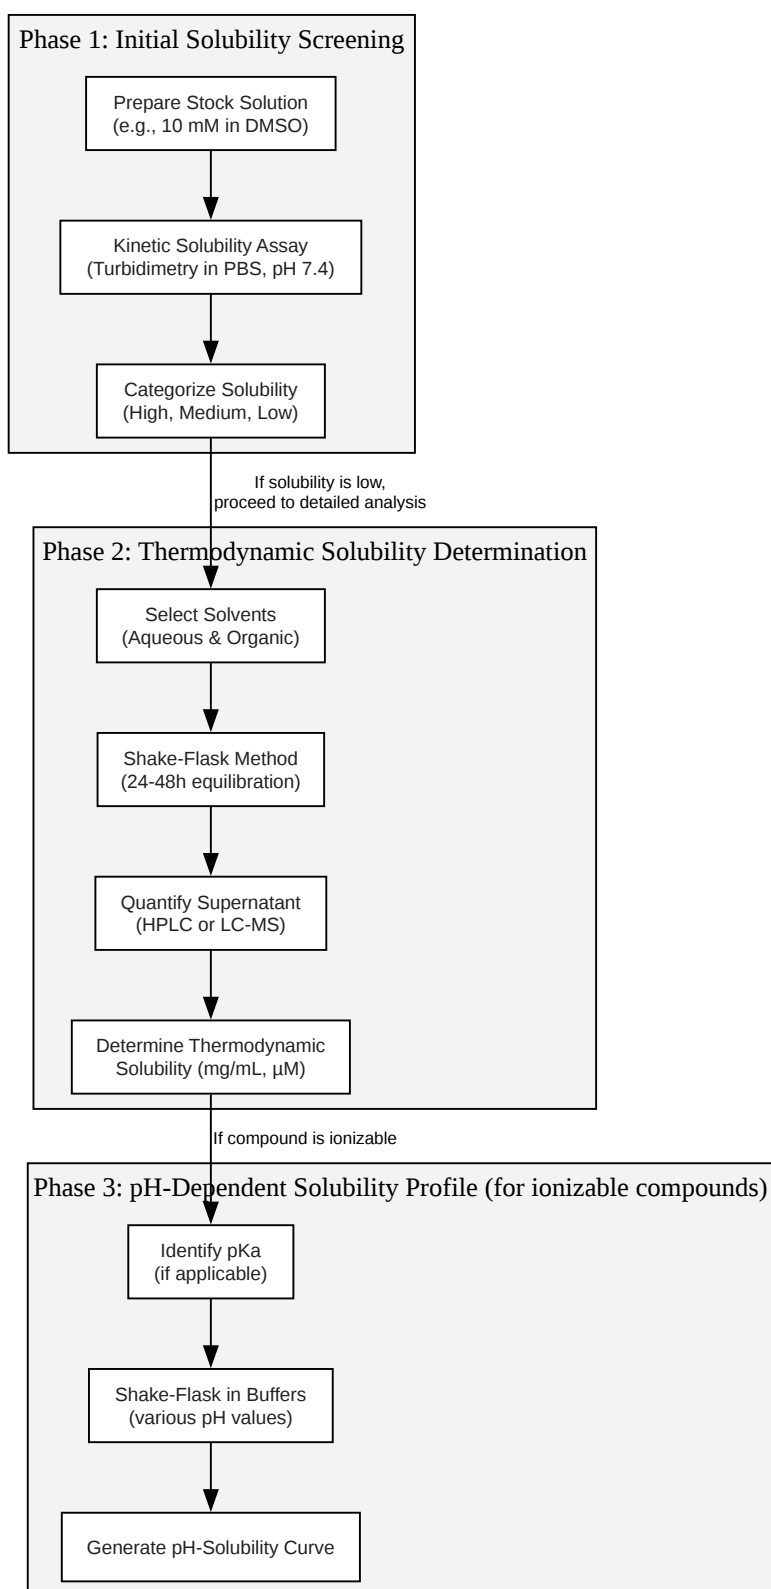 Phase 1: Initial Solubility Screening
Prepare Stock Solution
(e.g., 10 mM in DMSO)
Kinetic Solubility Assay
(Turbidimetry in PBS, pH 7.4)
Categorize Solubility
(High, Medium, Low)
If solubility is low,
proceed to detailed analysis
Phase 2: Thermodynamic Solubility Determination
Select Solvents
(Aqueous & Organic)
Shake-Flask Method
(24-48h equilibration)
Quantify Supernatant
(HPLC or LC-MS)
Determine Thermodynamic
Solubility (mg/mL, µM)
If compound is ionizable
Phase 3: pH-Dependent Solubility Profile (for ionizable compounds)
Identify pKa
(if applicable)
Shake-Flask in Buffers
(various pH values)
Generate pH-Solubility Curve